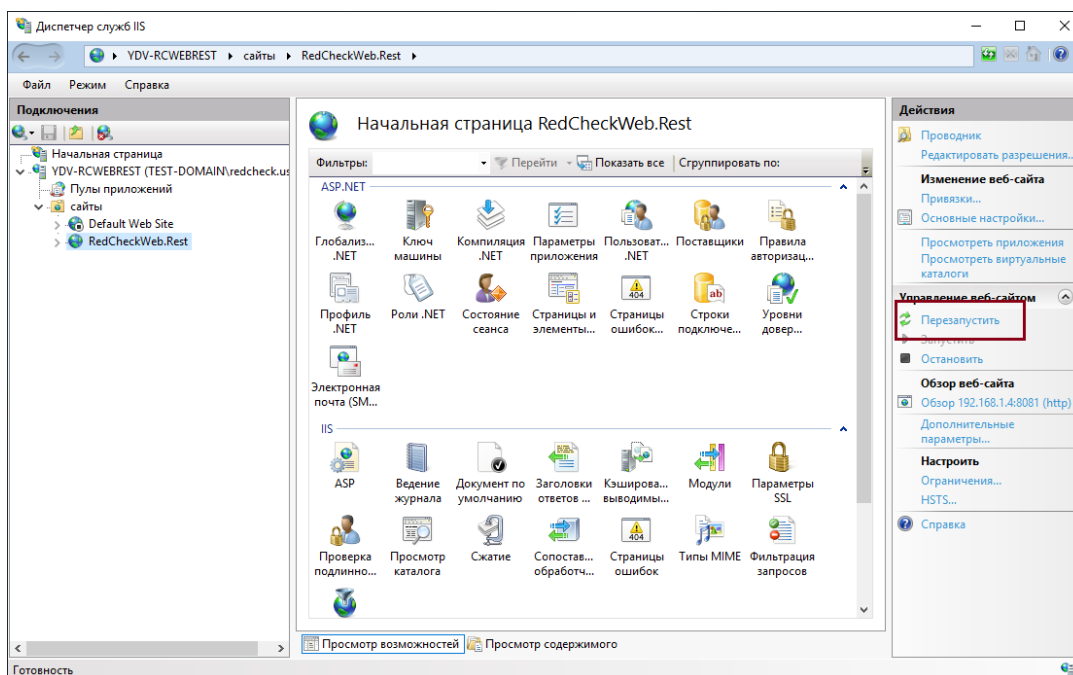 Диспетчер служб IIS
YDV-RCWEBREST
сайты
RedCheckWeb.Rest
Файл Режим Справка
Подключения
Начальная страница
YDV-RCWEBREST (TEST-DOMAIN\redcheck.us
Пулы приложений
сайты
Default Web Site
RedCheckWeb.Rest
Начальная страница RedCheckWeb.Rest
Фильтры: Перейти Показать все Сгруппировать по:
ASP.NET
Глобализ... Ключ Компиляция Параметры Пользоват... Поставщики Правила
.NET машины .NET приложения .NET авторизац...
Профиль Роли .NET Состояние Страницы и Страницы Строки Уровни
.NET сеанса элементы... ошибок... подключе... довер...
Электронная
почта (SM...
IIS
ASP Ведение Документ по Заголовки Кэширова... Модули Параметры
журнала умолчанию ответов ... выводимы... SSL
Проверка Просмотр Сжатие Сопостав... Страницы Типы MIME Фильтрация
подлинно... каталога обработч... ошибок запросов
Просмотр возможностей Просмотр содержимого
Действия
Проводник
Редактировать разрешения..
Изменение веб-сайта
Привязки...
Основные настройки...
Просмотреть приложения
Просмотреть виртуальные
каталоги
Управление веб-сайтом
Перезапустить
Запустить
Остановить
Обзор веб-сайта
Обзор 192.168.1.4:8081 (http)
Дополнительные
параметры...
Настроить
Ограничения...
HSTS...
Справка
Готовность